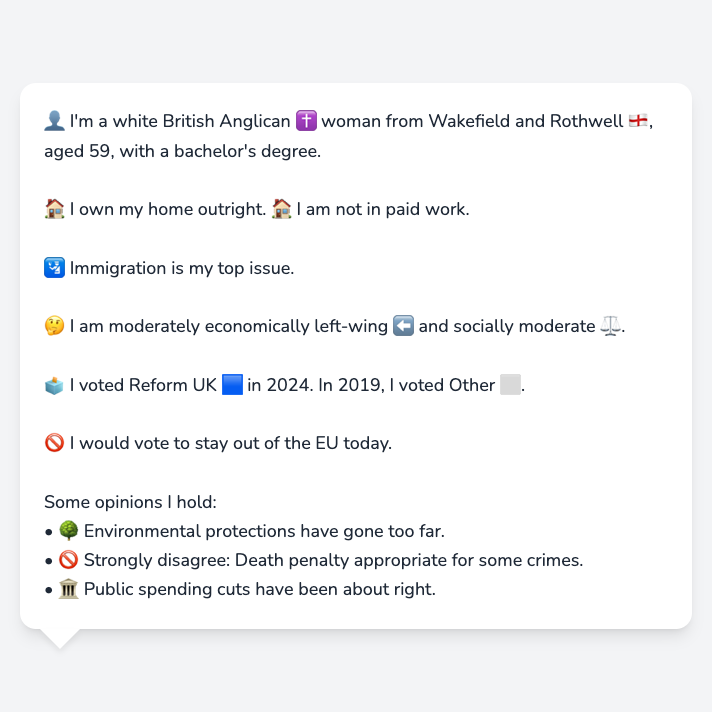 👤 I'm a white British Anglican ✝️ woman from Wakefield and Rothwell 🏴󠁧󠁢󠁥󠁮󠁧󠁿,
aged 59, with a bachelor's degree.
🏠 I own my home outright. 🏠 I am not in paid work.
🛂 Immigration is my top issue.
🤔 I am moderately economically left-wing ⬅️ and socially moderate ⚖️.
🗳️ I voted Reform UK 🟦 in 2024. In 2019, I voted Other ⬜.
🚫 I would vote to stay out of the EU today.
Some opinions I hold:
• 🌳 Environmental protections have gone too far.
• 🚫 Strongly disagree: Death penalty appropriate for some crimes.
• 🏛️ Public spending cuts have been about right.